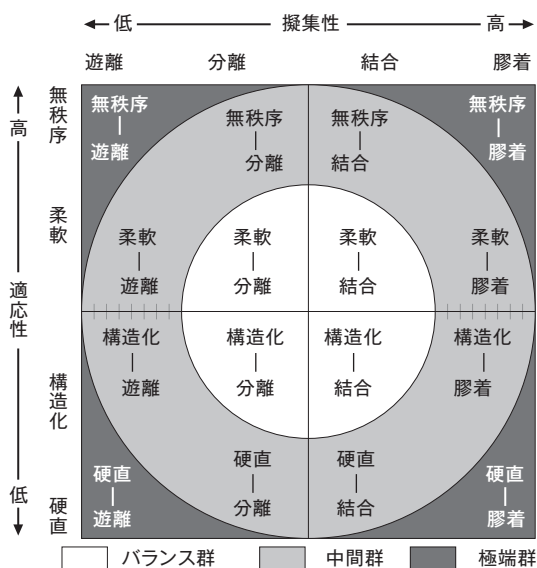 低 擬集性 高
遊離 分離 結合 膠着
適応性
高
低
無秩序
柔軟
構造化
硬直
無秩序 無秩序 無秩序 無秩序
遊離 分離 結合 膠着
柔軟 柔軟 柔軟 柔軟
遊離 分離 結合 膠着
構造化 構造化 構造化 構造化
遊離 分離 結合 膠着
硬直 硬直 硬直 硬直
遊離 分離 結合 膠着
バランス群 中間群 極端群